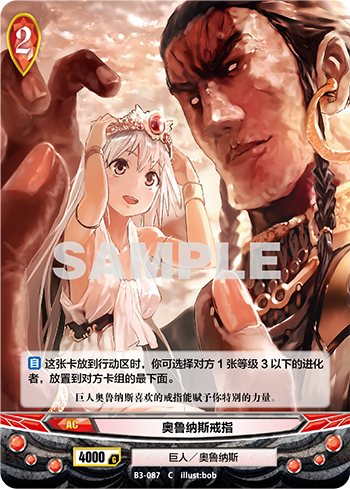 2
SAMPLE
自 这张卡放到行动区时，你可选择对方1张等级3以下的进化
者，放置到对方卡组的最下面。
巨人奥鲁纳斯喜欢的戒指能赋予你特别的力量。
AC
奥鲁纳斯戒指
4000 6
巨人／奥鲁纳斯
B3-087 C illust:bob